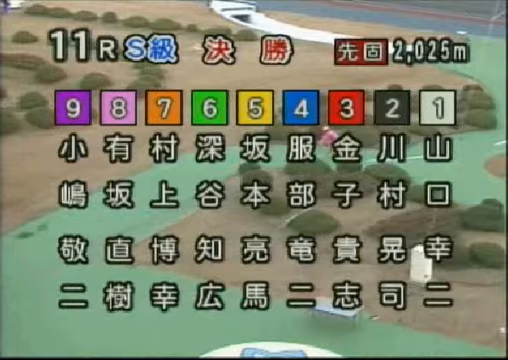 11R S級 決勝 先固 2,025m
9 8 7 6 5 4 3 2 1
山口幸二
川村晃司
金子貴志
服部竜二
坂本亮馬
深谷知広
村上博幸
有坂直樹
小嶋敬二